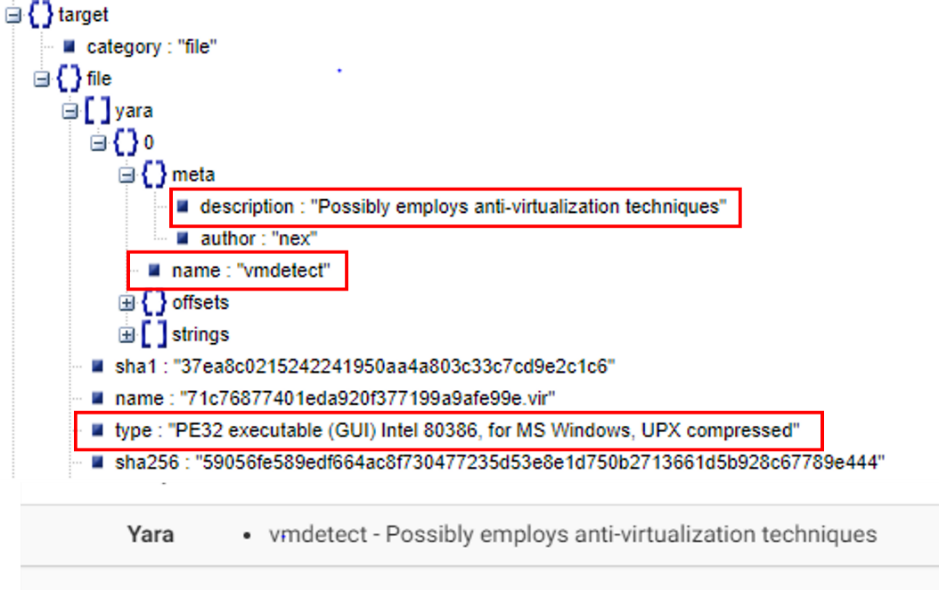 target
category : "file"
file
yara
0
meta
description : "Possibly employs anti-virtualization techniques"
author : "nex"
name : "vmdetect"
offsets
strings
sha1 : "37ea8c0215242241950aa4a803c33c7cd9e2c1c6"
name : "71c76877401eda920f377199a9afe99e.vir"
type : "PE32 executable (GUI) Intel 80386, for MS Windows, UPX compressed"
sha256 : "59056fe589edf664ac8f730477235d53e8e1d750b2713661d5b928c67789e444"
Yara • vmdetect - Possibly employs anti-virtualization techniques